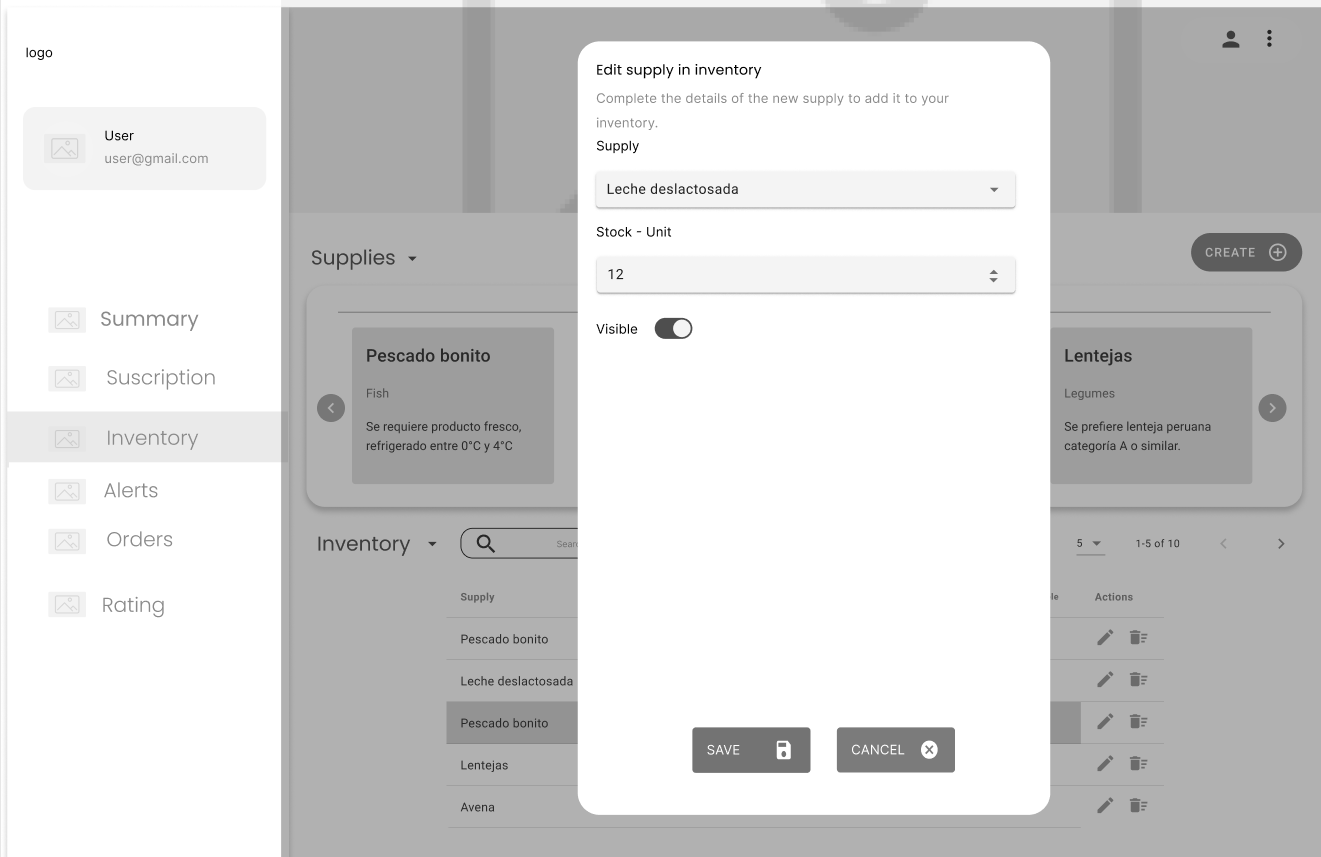 logo
User
user@gmail.com
Summary
Suscription
Inventory
Alerts
Orders
Rating
Edit supply in inventory
Complete the details of the new supply to add it to your
inventory.
Supply
Leche deslactosada
Stock - Unit
12
Visible
SAVE
CANCEL
Supplies
CREATE
Pescado bonito
Fish
Se requiere producto fresco,
refrigerado entre 0°C y 4°C
Lentejas
Legumes
Se prefiere lenteja peruana
categoría A o similar.
Inventory
5
1-5 of 10
Supply
Actions
Pescado bonito
Leche deslactosada
Pescado bonito
Lentejas
Avena